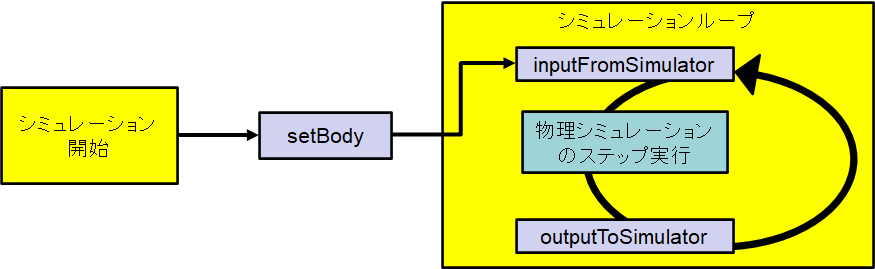 シミュレーション
開始
setBody
シミュレーションループ
inputFromSimulator
物理シミュレーション
のステップ実行
outputToSimulator